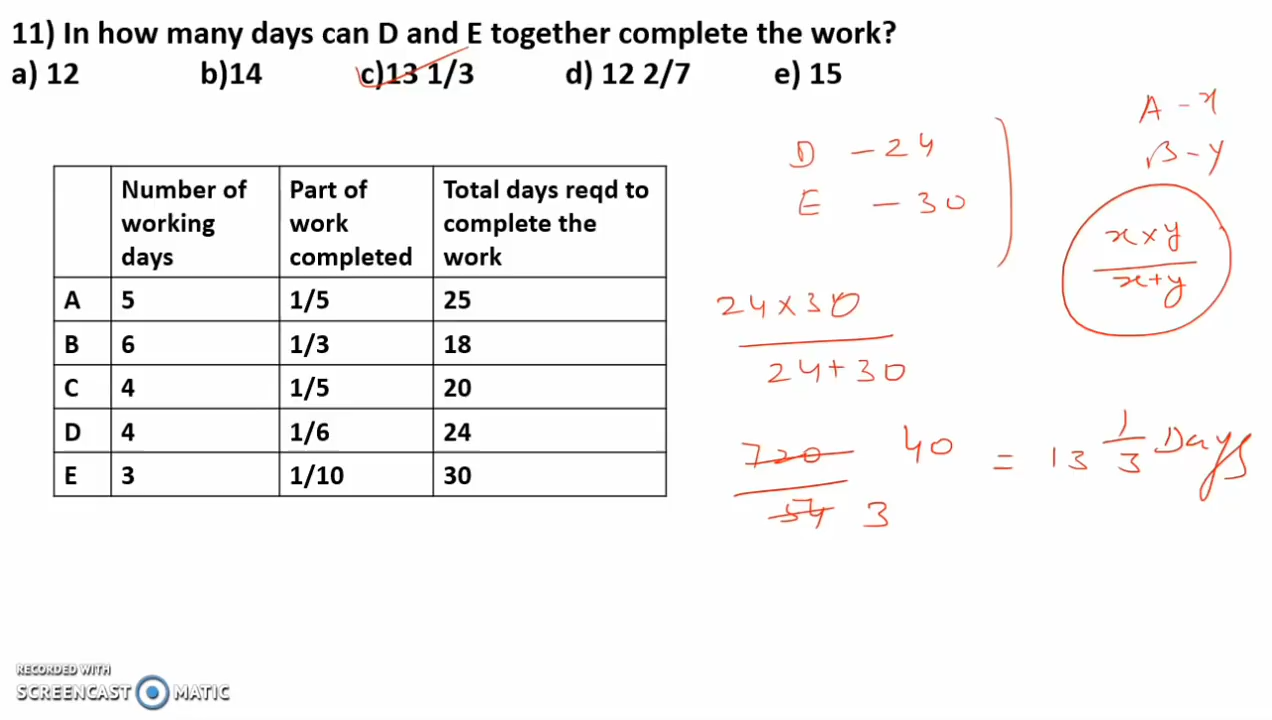 11) In how many days can D and E together complete the work?
a) 12 b)14 c)13 1/3 d) 12 2/7 e) 15
A - x
B - y
x × y
x + y
D - 24
E - 30
24 × 30
24 + 30
720 40 = 13 1/3 Days
54 3
Number of working days Part of work completed Total days reqd to complete the work
A 5 1/5 25
B 6 1/3 18
C 4 1/5 20
D 4 1/6 24
E 3 1/10 30
RECORDED WITH
SCREENCAST MATIC